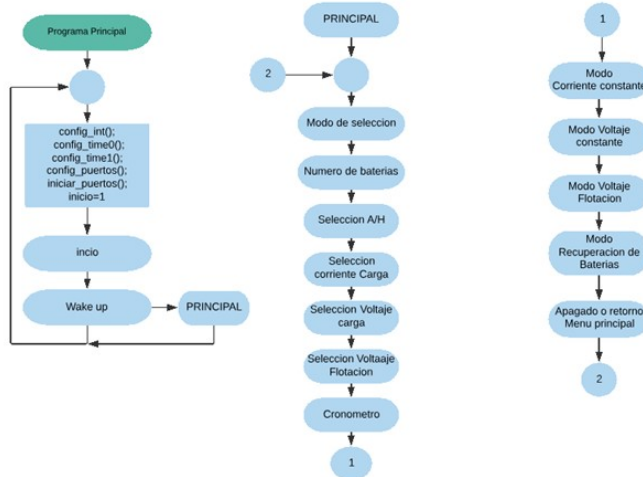 Programa Principal
config_int();
config_time0();
config_time1();
config_puertos();
iniciar_puertos();
inicio=1
incio
Wake up
PRINCIPAL
PRINCIPAL
2
Modo de seleccion
Numero de baterias
Seleccion A/H
Seleccion
corriente Carga
Seleccion Voltaje
carga
Seleccion Voltaaje
Flotacion
Cronometro
1
1
Modo
Corriente constante
Modo Voltaje
constante
Modo Voltaje
Flotacion
Modo
Recuperacion de
Baterias
Apagado o retorno
Menu principal
2